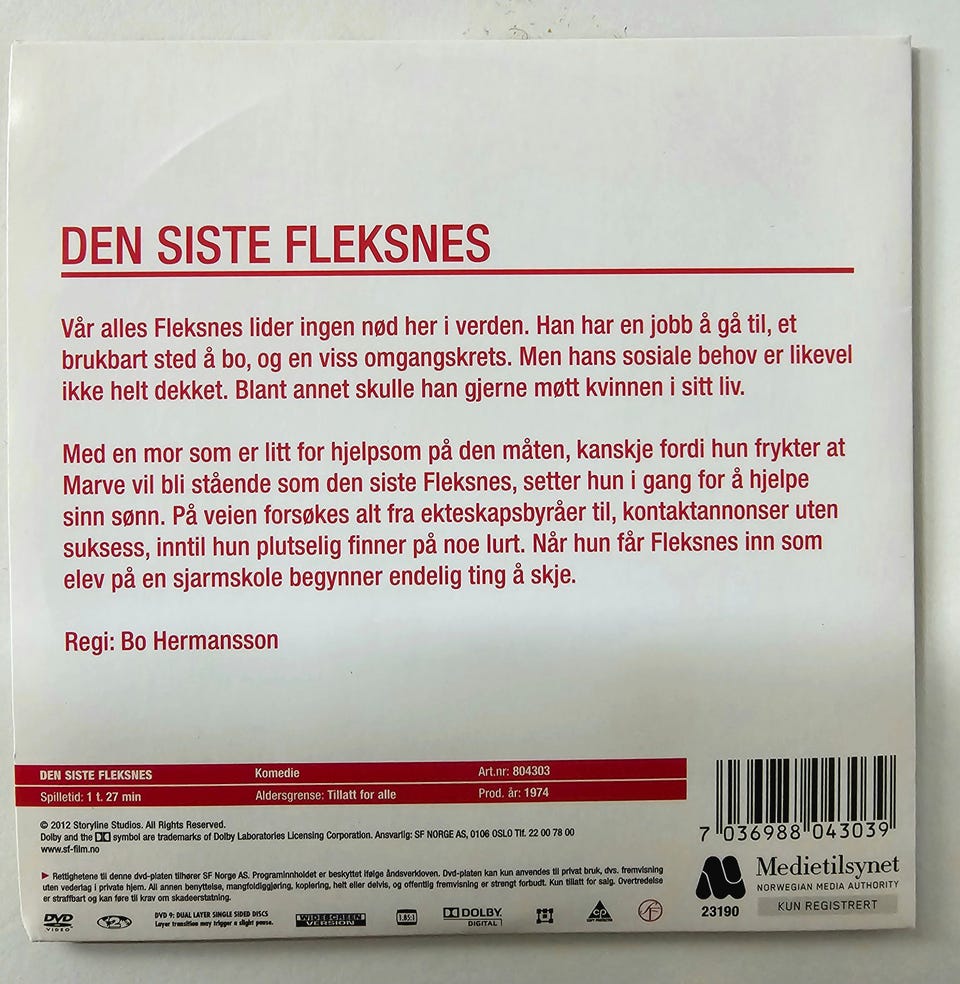 DEN SISTE FLEKSNES
Vår alles Fleksnes lider ingen nød her i verden. Han har en jobb å gå til, et
brukbart sted å bo, og en viss omgangskrets. Men hans sosiale behov er likevel
ikke helt dekket. Blant annet skulle han gjerne møtt kvinnen i sitt liv.
Med en mor som er litt for hjelpsom på den måten, kanskje fordi hun frykter at
Marve vil bli stående som den siste Fleksnes, setter hun i gang for å hjelpe
sinn sønn. På veien forsøkes alt fra ekteskapsbyråer til, kontaktannonser uten
suksess, inntil hun plutselig finner på noe lurt. Når hun får Fleksnes inn som
elev på en sjarmskole begynner endelig ting å skje.
Regi: Bo Hermansson
DEN SISTE FLEKSNES Komedie Art.nr: 804303
Spilletid: 1 t. 27 min Aldersgrense: Tillatt for alle Prod. år: 1974
© 2012 Storyline Studios. All Rights Reserved.
Dolby and the symbol are trademarks of Dolby Laboratories Licensing Corporation. Ansvarlig: SF NORGE AS, 0106 OSLO Tlf. 22 00 78 00
www.sf-film.no
7 036988 043039
Rettighetene til denne dvd-platen tilhører SF Norge AS. Programinnholdet er beskyttet ifølge åndsverkloven. Dvd-platen kan kun anvendes til privat bruk, dvs. fremvisning
uten vederlag i private hjem. All annen benyttelse, mangfoldiggjøring, kopiering, helt eller delvis, og offentlig fremvisning er strengt forbudt. Kun tillatt for salg. Overtredelse
er straffbart og kan føre til krav om skadeerstatning.
Medietilsynet
NORWEGIAN MEDIA AUTHORITY
23190 KUN REGISTRERT
DVD VIDEO 2 DVD 9: DUAL LAYER SINGLE SIDED DISCS
Layer transition may trigger a slight pause.
WIDESCREEN VERSION 1.85:1 DOLBY DIGITAL CP SF